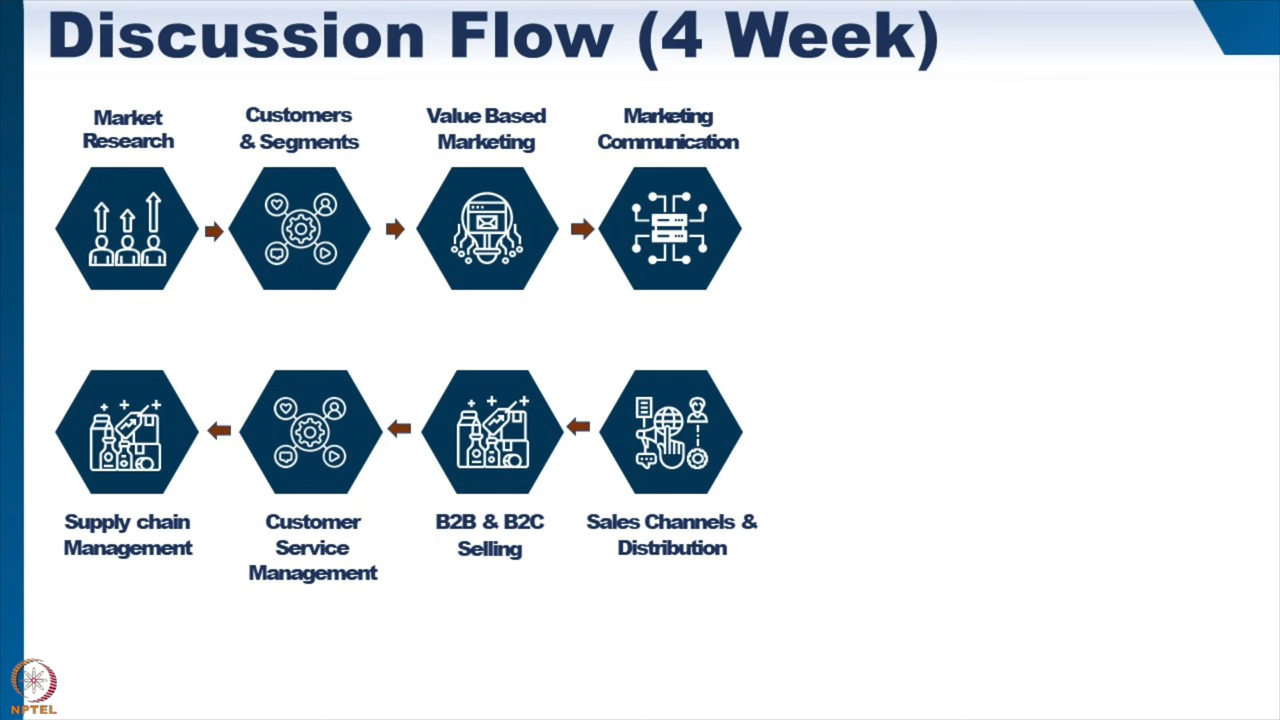 Discussion Flow (4 Week)
Market
Research
Customers
& Segments
Value Based
Marketing
Marketing
Communication
Supply chain
Management
Customer
Service
Management
B2B & B2C
Selling
Sales Channels &
Distribution
NPTEL